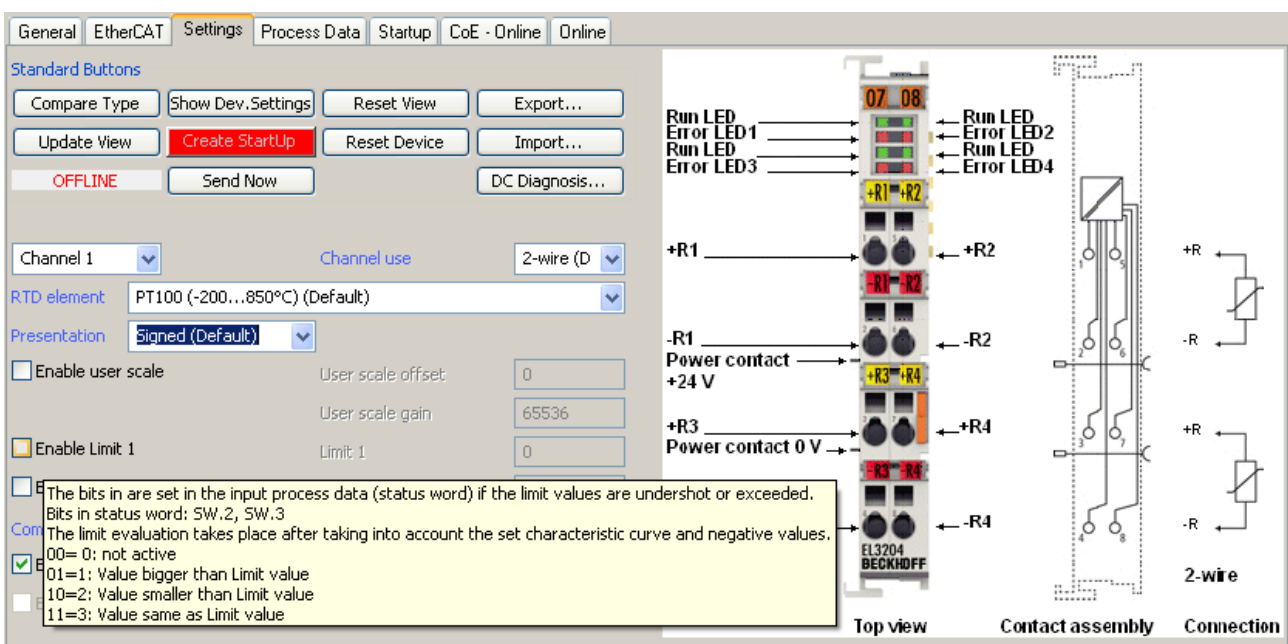 General EtherCAT Settings Process Data Startup CoE - Online Online
Standard Buttons
Compare Type Show Dev.Settings Reset View Export...
Update View Create StartUp Reset Device Import...
OFFLINE Send Now DC Diagnosis...
Channel 1 Channel use 2-wire (D
RTD element PT100 (-200...850°C) (Default)
Presentation Signed (Default)
Enable user scale User scale offset 0
User scale gain 65536
Enable Limit 1 Limit 1 0
The bits in are set in the input process data (status word) if the limit values are undershot or exceeded.
Bits in status word: SW.2, SW.3
The limit evaluation takes place after taking into account the set characteristic curve and negative values.
00= 0: not active
01=1: Value bigger than Limit value
10=2: Value smaller than Limit value
11=3: Value same as Limit value
07 08
Run LED Run LED
Error LED1 Error LED2
Run LED Run LED
Error LED3 Error LED4
+R1 +R2
+R1 +R2
-R1 -R2
-R1 -R2
Power contact
+24 V
+R3 +R4
+R3 +R4
Power contact 0 V
-R3 -R4
-R4
EL3204
BECKHOFF
Top view
1 5
2 6
3 7
4 8
Contact assembly
+R
-R
+R
-R
2-wire
Connection